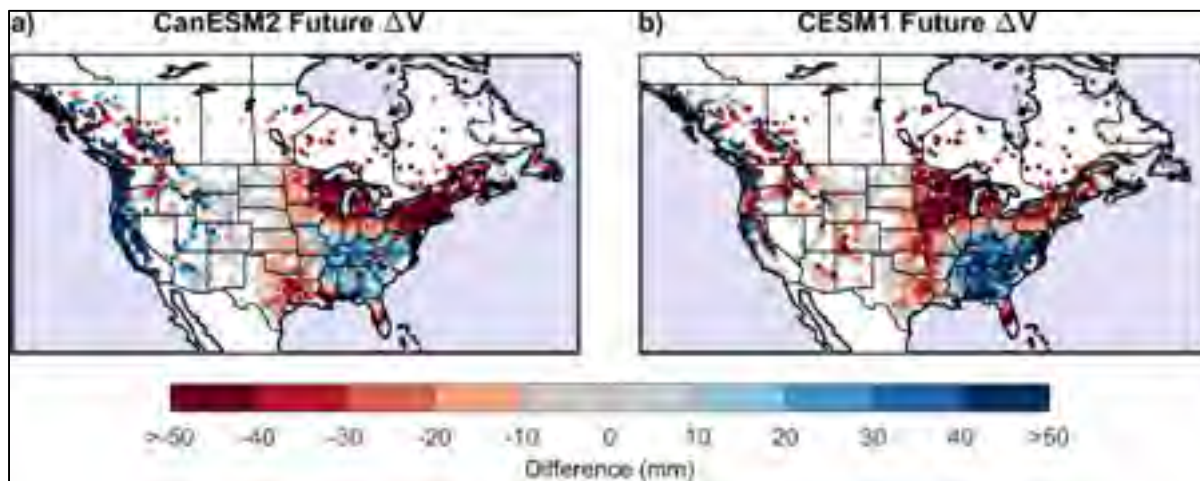 a) CanESM2 Future ΔV
b) CESM1 Future ΔV
>-50 -40 -30 -20 -10 0 10 20 30 40 >50
Difference (mm)